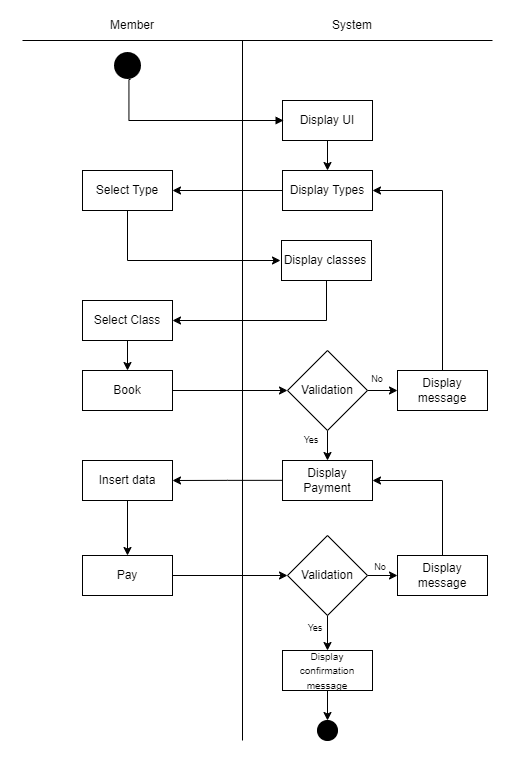 Member
System
Display UI
Select Type
Display Types
Display classes
Select Class
Book
Validation
No
Display
message
Yes
Insert data
Display
Payment
Pay
Validation
No
Display
message
Yes
Display
confirmation
message